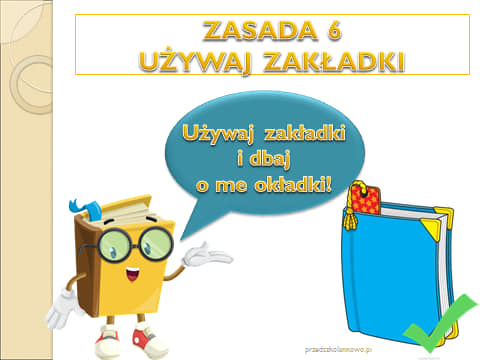 ZASADA 6
UŻYWAJ ZAKŁADKI
Używaj zakładki
i dbaj
o me okładki!
przedszkolankowo.pl